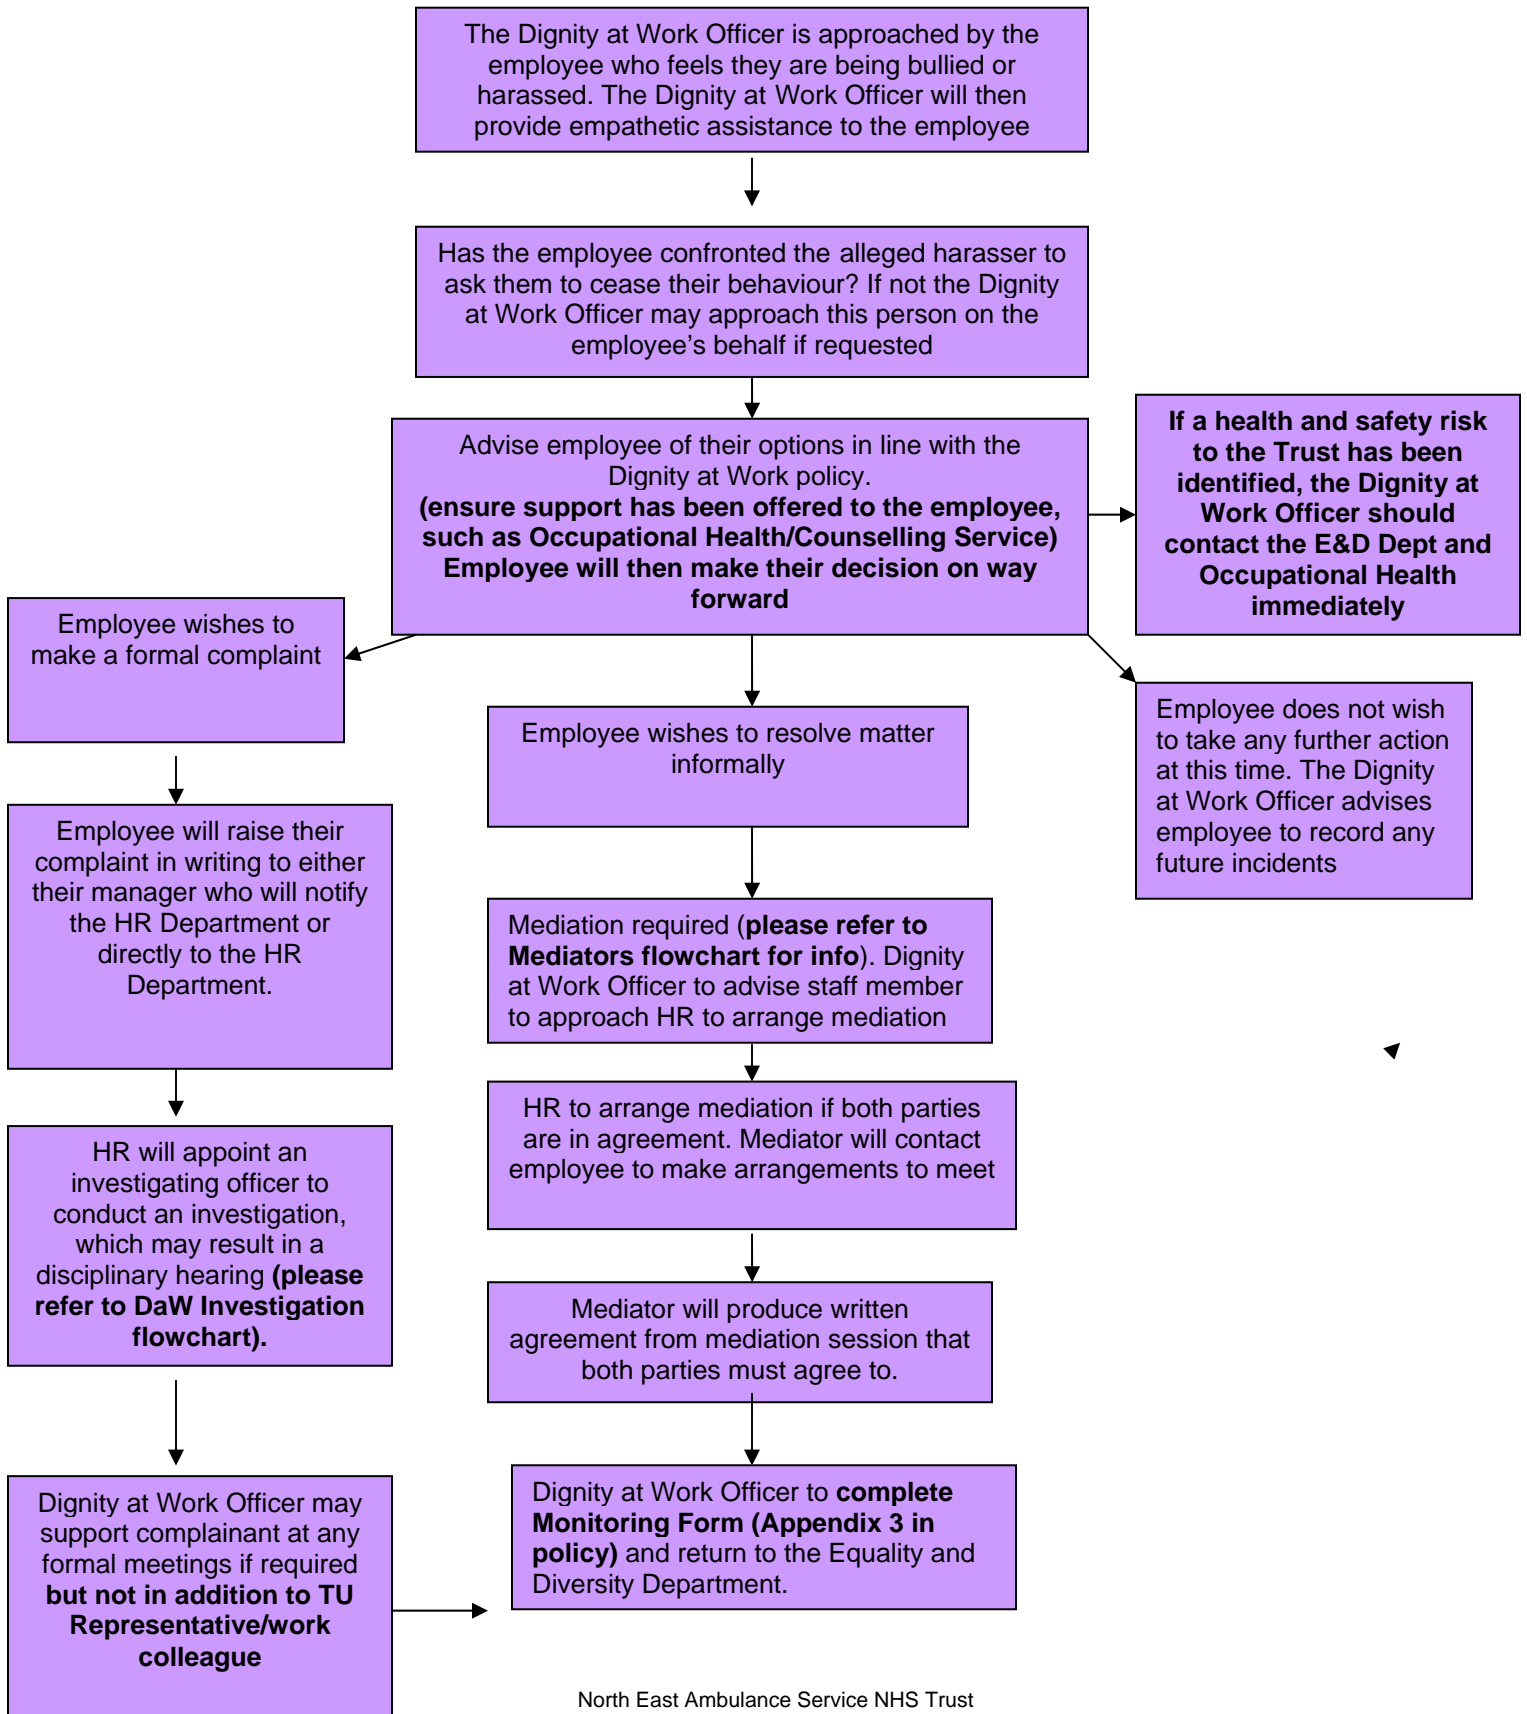 The Dignity at Work Officer is approached by the
employee who feels they are being bullied or
harassed. The Dignity at Work Officer will then
provide empathetic assistance to the employee
Has the employee confronted the alleged harasser to
ask them to cease their behaviour? If not the Dignity
at Work Officer may approach this person on the
employee’s behalf if requested
Advise employee of their options in line with the
Dignity at Work policy.
(ensure support has been offered to the employee,
such as Occupational Health/Counselling Service)
Employee will then make their decision on way
forward
If a health and safety risk
to the Trust has been
identified, the Dignity at
Work Officer should
contact the E&D Dept and
Occupational Health
immediately
Employee wishes to
make a formal complaint
Employee will raise their
complaint in writing to either
their manager who will notify
the HR Department or
directly to the HR
Department.
HR will appoint an
investigating officer to
conduct an investigation,
which may result in a
disciplinary hearing (please
refer to DaW Investigation
flowchart).
Dignity at Work Officer may
support complainant at any
formal meetings if required
but not in addition to TU
Representative/work
colleague
Employee wishes to resolve matter
informally
Mediation required (please refer to
Mediators flowchart for info). Dignity
at Work Officer to advise staff member
to approach HR to arrange mediation
HR to arrange mediation if both parties
are in agreement. Mediator will contact
employee to make arrangements to meet
Mediator will produce written
agreement from mediation session that
both parties must agree to.
Dignity at Work Officer to complete
Monitoring Form (Appendix 3 in
policy) and return to the Equality and
Diversity Department.
Employee does not wish
to take any further action
at this time. The Dignity
at Work Officer advises
employee to record any
future incidents
North East Ambulance Service NHS Trust